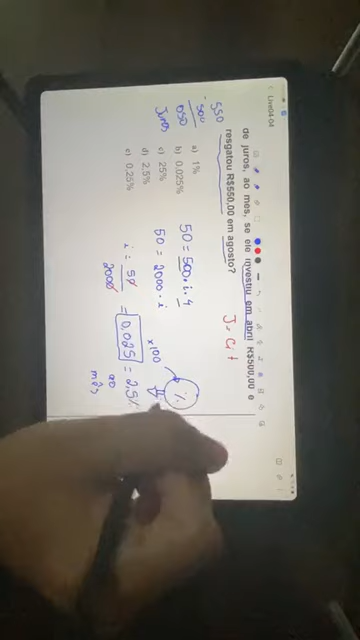 Livro04-04
de juros, ao mês, se ele investiu em abril R$500,00 e
resgatou R$550,00 em agosto?
550
- 500
050
Juros
J = C i t
a) 1%
b) 0,025%
c) 25%
d) 2,5%
e) 0,25%
50 = 500 . i . 4
50 = 2000 . i
i = 50 = 0,025 = 2,5%
2000
x100
%
ao
mês